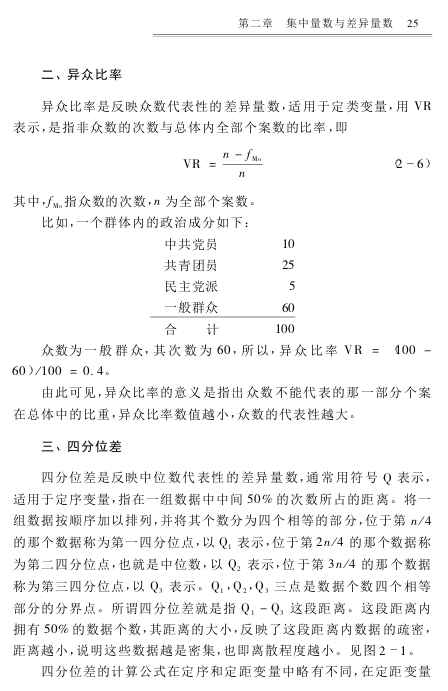 第二章　集中量数与差异量数　25
二、异众比率
异众比率是反映众数代表性的差异量数,适用于定类变量,用 VR
表示,是指非众数的次数与总体内全部个案数的比率,即
VR = (n - f_Mo) / n　(2-6)
其中,f_Mo 指众数的次数,n 为全部个案数。
比如,一个群体内的政治成分如下:
中共党员　10
共青团员　25
民主党派　5
一般群众　60
合　计　100
众数为一般群众,其次数为 60,所以,异众比率 VR = (100 -
60)/100 = 0.4。
由此可见,异众比率的意义是指出众数不能代表的那一部分个案
在总体中的比重,异众比率数值越小,众数的代表性越大。
三、四分位差
四分位差是反映中位数代表性的差异量数,通常用符号 Q 表示,
适用于定序变量,指在一组数据中中间 50% 的次数所占的距离。将一
组数据按顺序加以排列,并将其个数分为四个相等的部分,位于第 n/4
的那个数据称为第一四分位点,以 Q₁ 表示,位于第 2n/4 的那个数据称
为第二四分位点,也就是中位数,以 Q₂ 表示,位于第 3n/4 的那个数据
称为第三四分位点,以 Q₃ 表示。Q₁,Q₂,Q₃ 三点是数据个数四个相等
部分的分界点。所谓四分位差就是指 Q₁ - Q₃ 这段距离。这段距离内
拥有 50% 的数据个数,其距离的大小,反映了这段距离内数据的疏密,
距离越小,说明这些数据越是密集,也即离散程度越小。见图 2-1。
四分位差的计算公式在定序和定距变量中略有不同,在定距变量